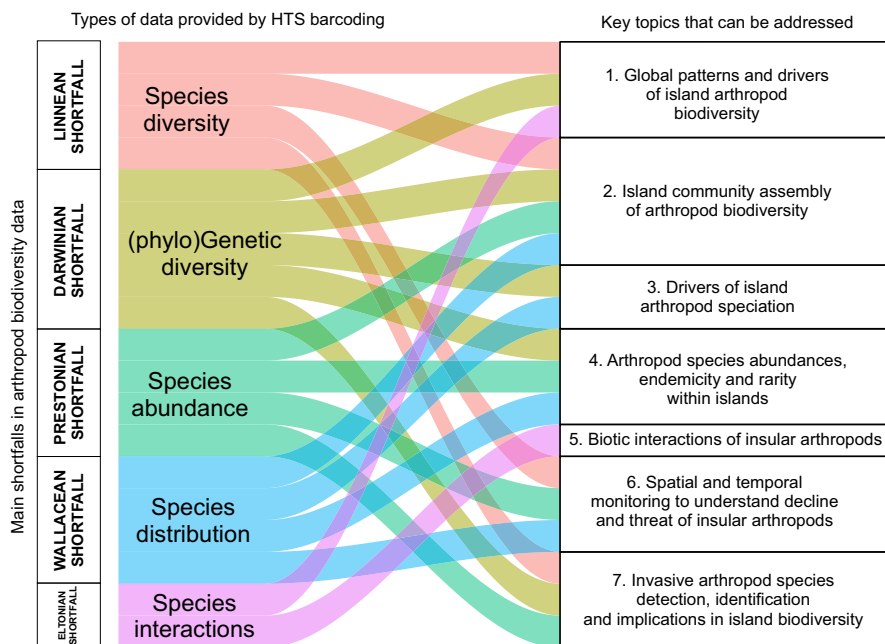 Types of data provided by HTS barcoding
Key topics that can be addressed
Main shortfalls in arthropod biodiversity data
LINNEAN
SHORTFALL
DARWINIAN
SHORTFALL
PRESTONIAN
SHORTFALL
WALLACEAN
SHORTFALL
ELTONIAN
SHORTFALL
Species
diversity
(phylo)Genetic
diversity
Species
abundance
Species
distribution
Species
interactions
1. Global patterns and drivers
of island arthropod
biodiversity
2. Island community assembly
of arthropod biodiversity
3. Drivers of island
arthropod speciation
4. Arthropod species abundances,
endemicity and rarity
within islands
5. Biotic interactions of insular arthropods
6. Spatial and temporal
monitoring to understand decline
and threat of insular arthropods
7. Invasive arthropod species
detection, identification
and implications in island biodiversity